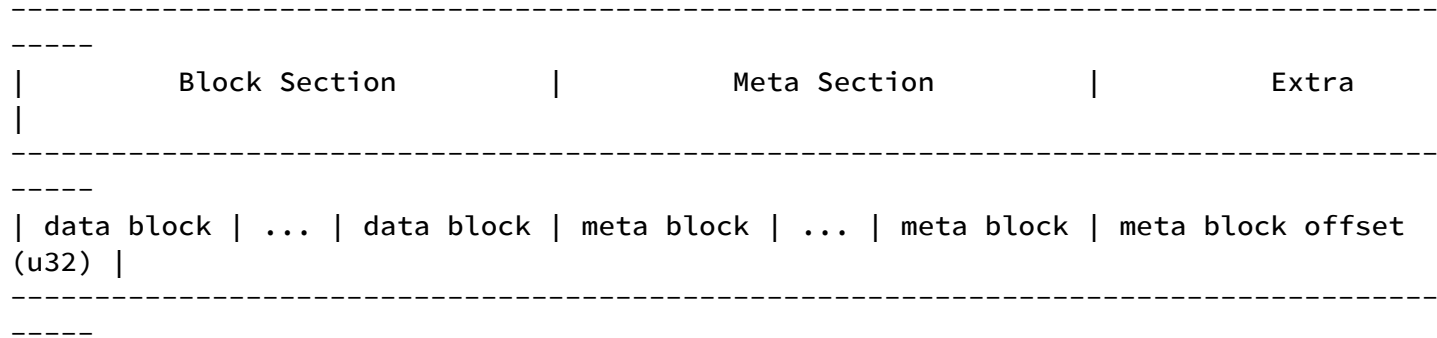 -------------------------------------------------------------------------------------
-----
|         Block Section         |          Meta Section         |          Extra
|
-------------------------------------------------------------------------------------
-----
| data block | ... | data block | meta block | ... | meta block | meta block offset
(u32) |
-------------------------------------------------------------------------------------
-----